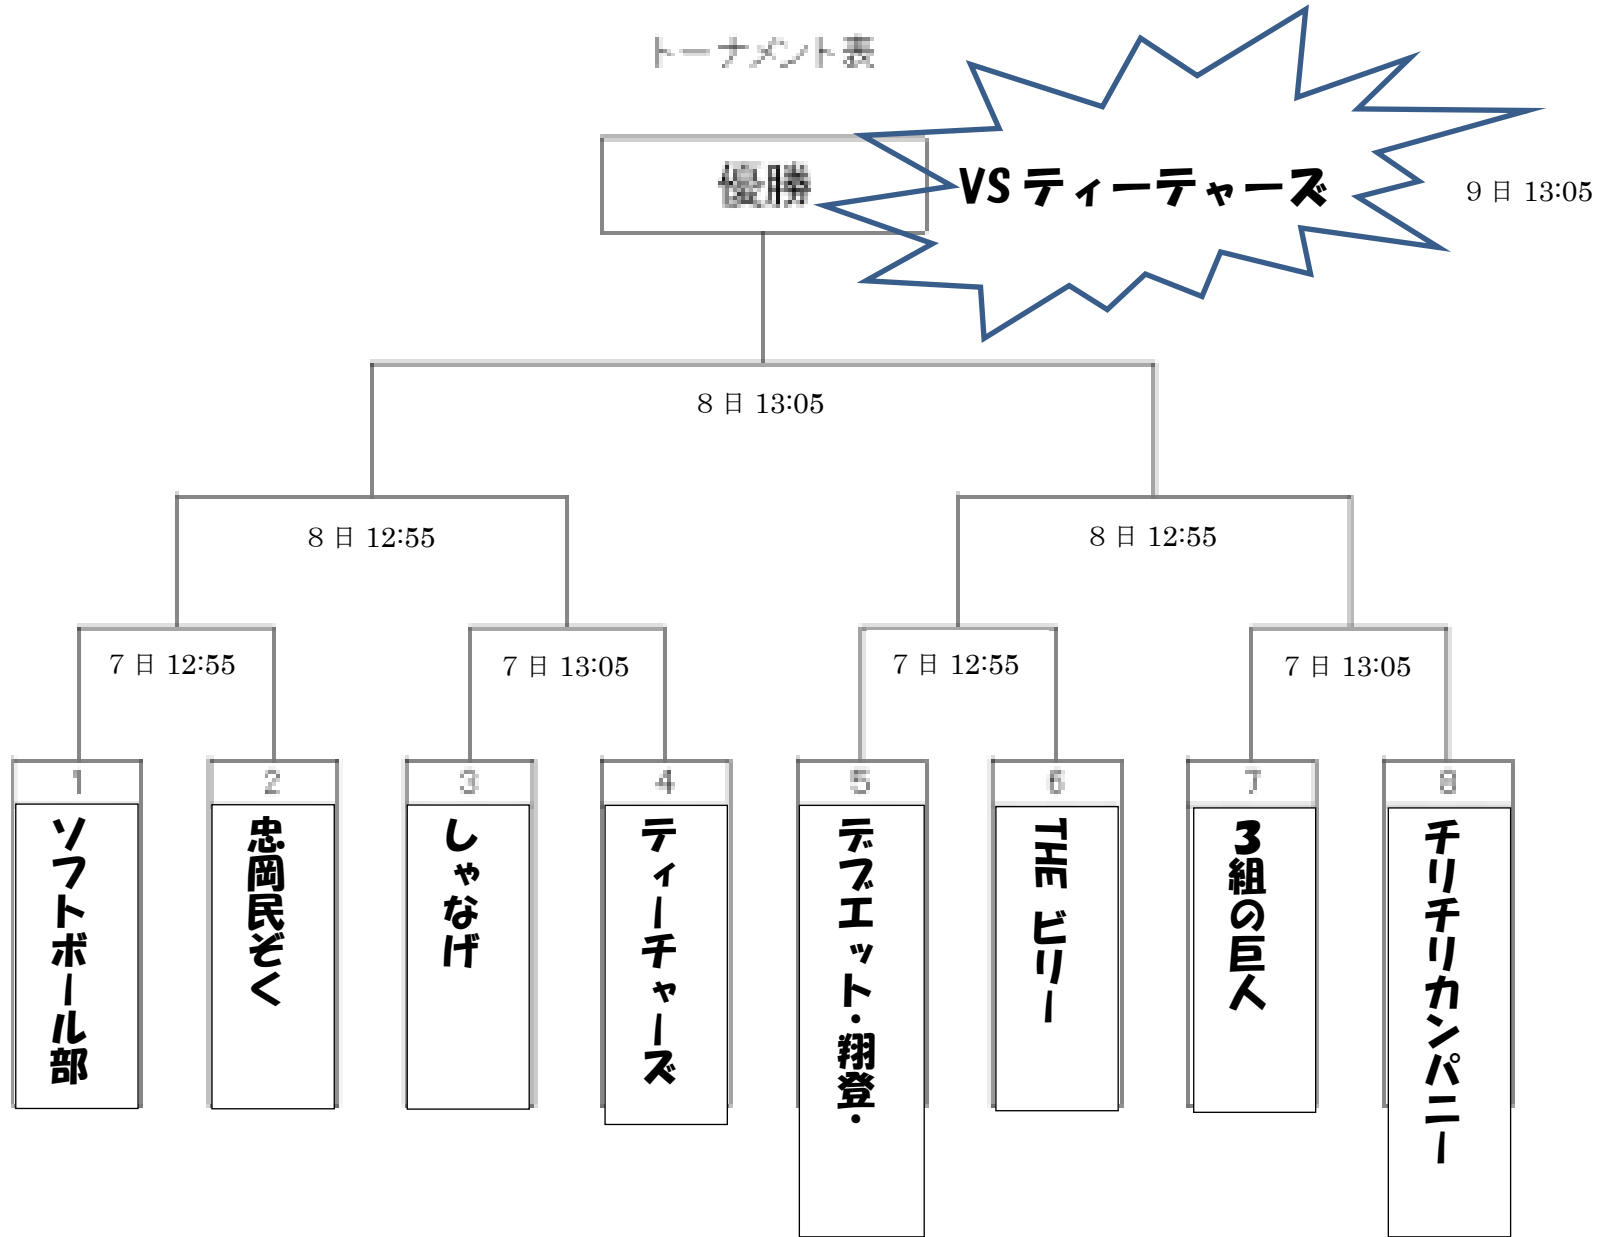 トーナメント表
優勝
VSティーテャーズ
９日 13:05
８日 13:05
８日 12:55
８日 12:55
７日 12:55
７日 13:05
７日 12:55
７日 13:05
1
2
3
4
5
6
7
8
ソフトボール部
忠岡民ぞく
しゃなげ
ティーチャーズ
デブエット・翔登・
THE ビリー
3組の巨人
チリチリカンパニー